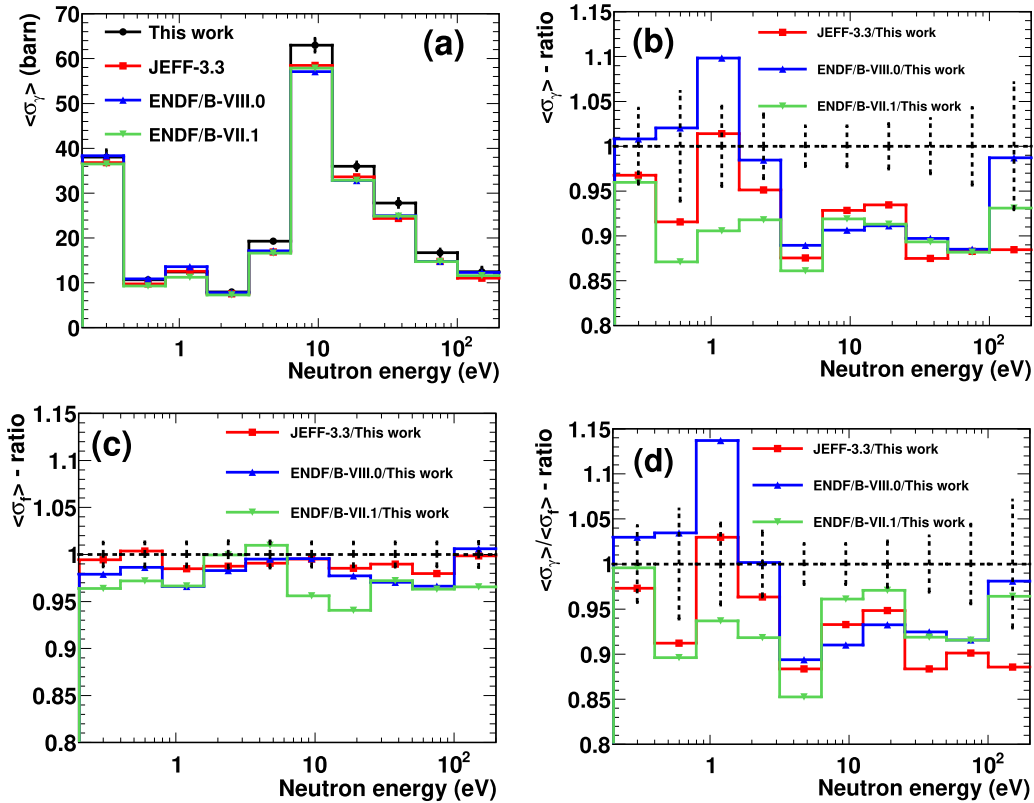 <σγ> (barn)
70
60
50
40
30
20
10
0
This work
JEFF-3.3
ENDF/B-VIII.0
ENDF/B-VII.1
(a)
1
10
10²
Neutron energy (eV)
<σγ> - ratio
1.15
1.1
1.05
1
0.95
0.9
0.85
0.8
(b)
JEFF-3.3/This work
ENDF/B-VIII.0/This work
ENDF/B-VII.1/This work
1
10
10²
Neutron energy (eV)
<σf> - ratio
1.15
1.1
1.05
1
0.95
0.9
0.85
0.8
(c)
JEFF-3.3/This work
ENDF/B-VIII.0/This work
ENDF/B-VII.1/This work
1
10
10²
Neutron energy (eV)
<σγ>/<σf> - ratio
1.15
1.1
1.05
1
0.95
0.9
0.85
0.8
(d)
JEFF-3.3/This work
ENDF/B-VIII.0/This work
ENDF/B-VII.1/This work
1
10
10²
Neutron energy (eV)